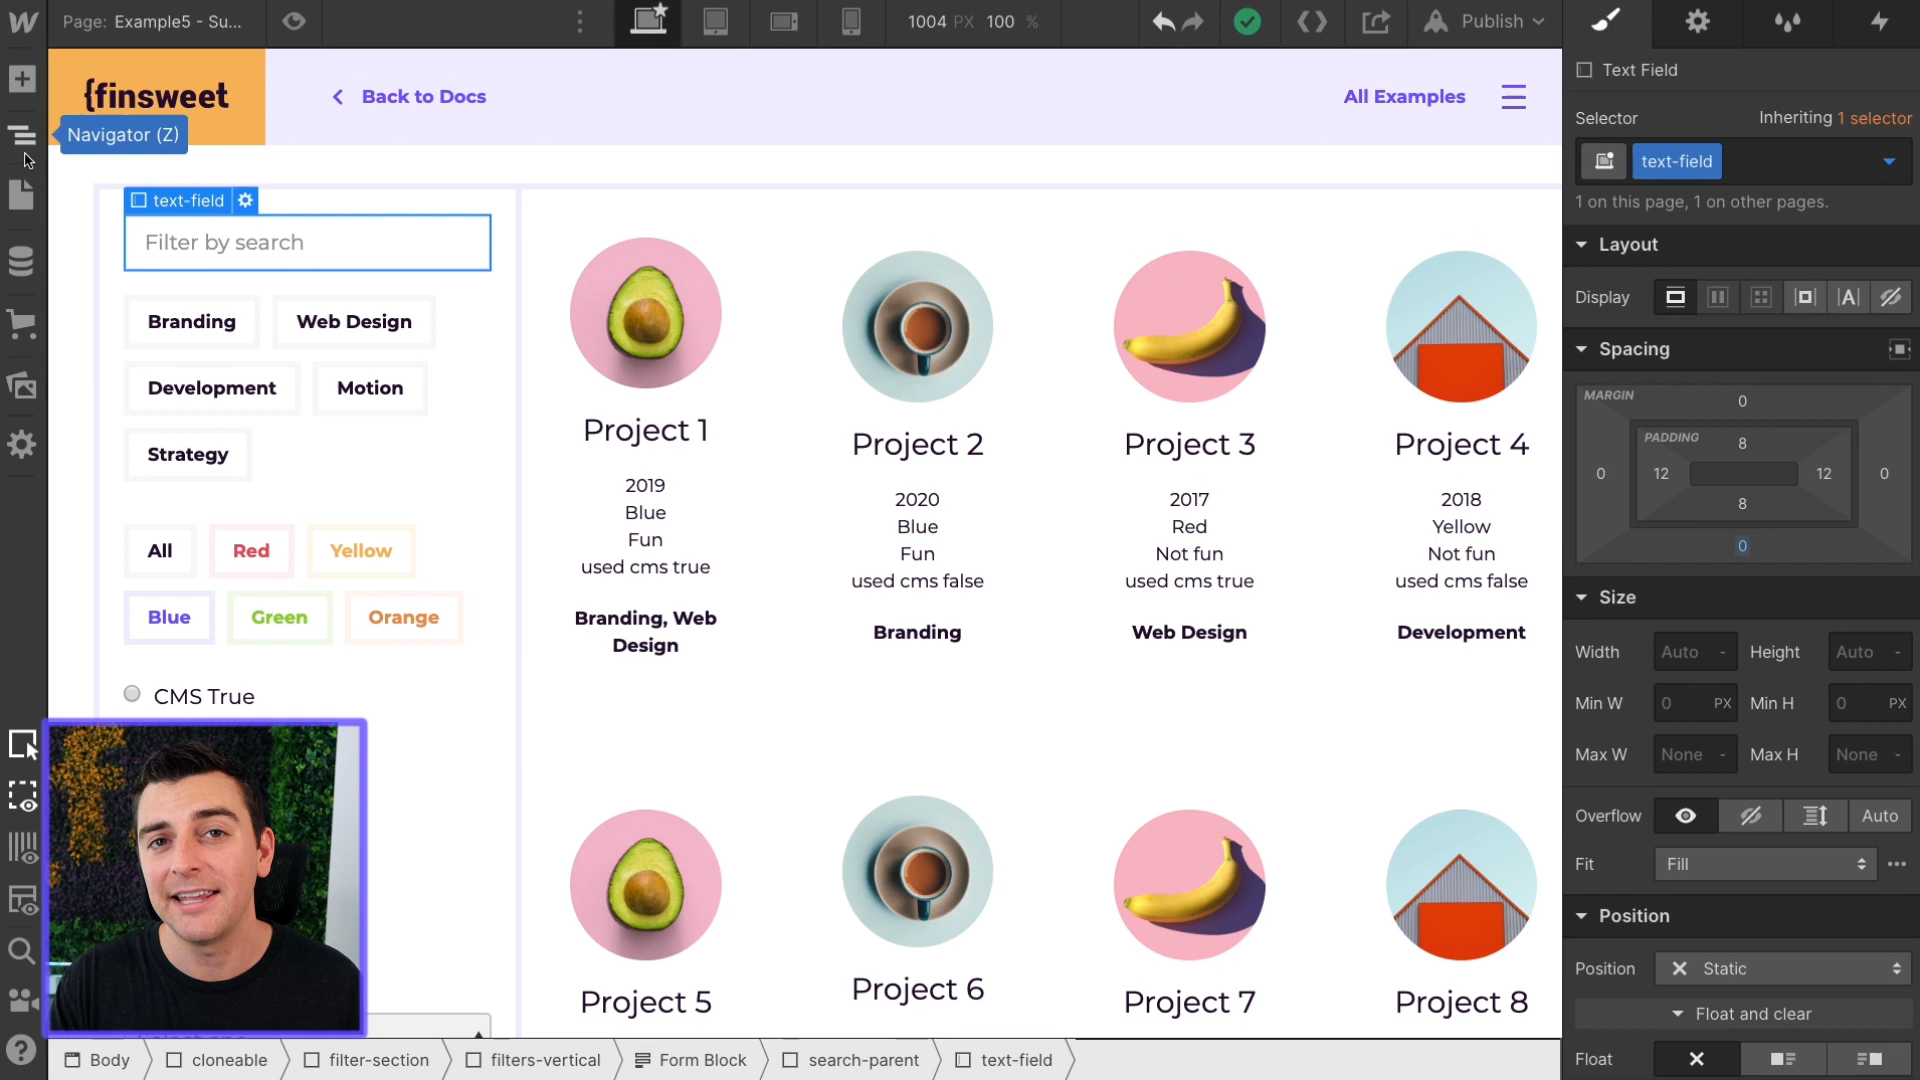 Page: Example5 - Su...
1004 PX 100 %
Publish
{finsweet
Back to Docs
All Examples
Navigator (Z)
text-field
Filter by search
Branding
Web Design
Development
Motion
Strategy
All
Red
Yellow
Blue
Green
Orange
CMS True
Project 1
2019
Blue
Fun
used cms true
Branding, Web
Design
Project 2
2020
Blue
Fun
used cms false
Branding
Project 3
2017
Red
Not fun
used cms true
Web Design
Project 4
2018
Yellow
Not fun
used cms false
Development
Project 5
Project 6
Project 7
Project 8
Body
cloneable
filter-section
filters-vertical
Form Block
search-parent
text-field
Text Field
Selector
Inheriting 1 selector
text-field
1 on this page, 1 on other pages.
Layout
Display
Spacing
MARGIN
0
PADDING
8
0
12
12
0
8
0
Size
Width
Auto -
Height
Auto -
Min W
0 PX
Min H
0 PX
Max W
None -
Max H
None -
Overflow
Auto
Fit
Fill
Position
Position
Static
Float and clear
Float